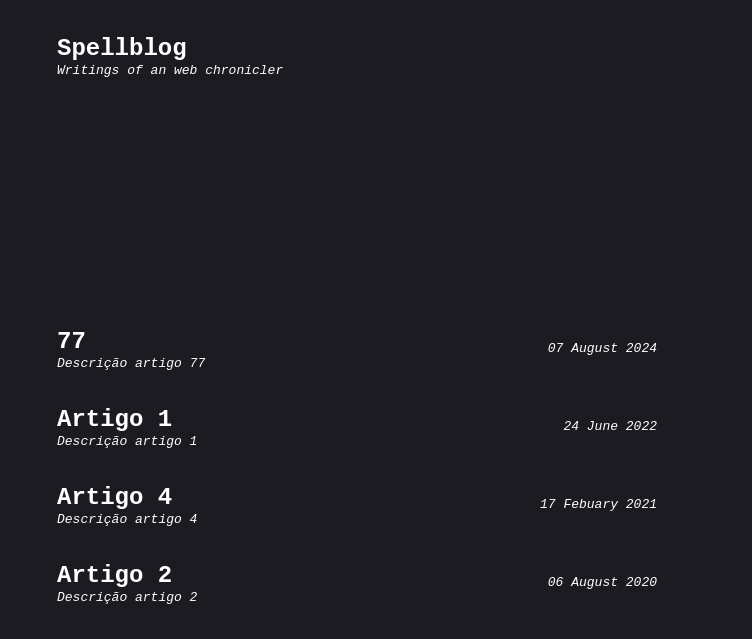 Spellblog
Writings of an web chronicler
77
Descrição artigo 77
07 August 2024
Artigo 1
Descrição artigo 1
24 June 2022
Artigo 4
Descrição artigo 4
17 Febuary 2021
Artigo 2
Descrição artigo 2
06 August 2020